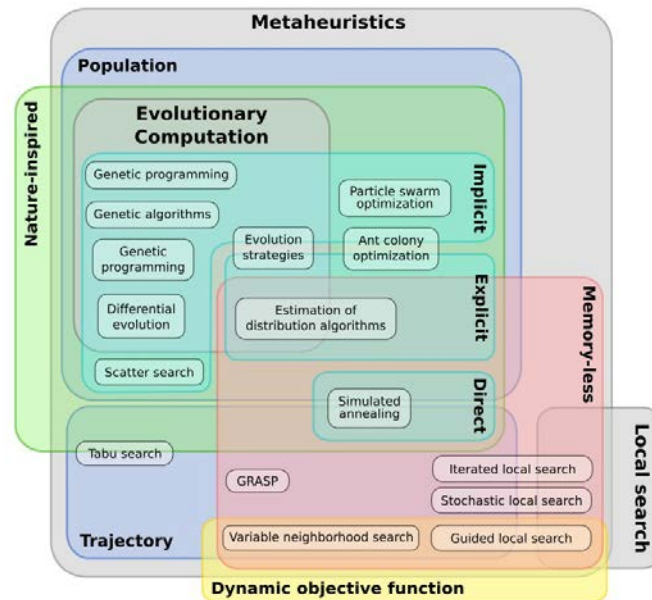 Metaheuristics
Population
Nature-inspired
Evolutionary
Computation
Implicit
Genetic programming
Particle swarm
optimization
Genetic algorithms
Evolution
strategies
Ant colony
optimization
Genetic
programming
Explicit
Memory-less
Differential
evolution
Estimation of
distribution algorithms
Scatter search
Direct
Simulated
annealing
Local search
Tabu search
GRASP
Iterated local search
Stochastic local search
Trajectory
Variable neighborhood search
Guided local search
Dynamic objective function